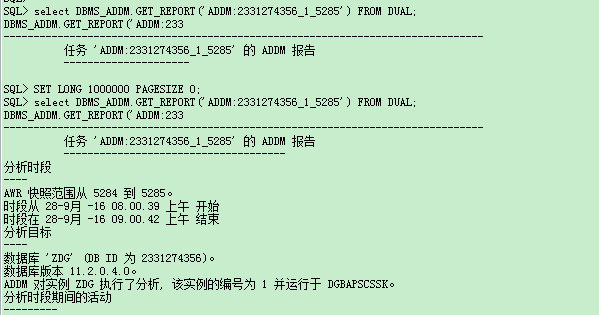 SQL>
SQL> select DBMS_ADDM.GET_REPORT('ADDM:2331274356_1_5285') FROM DUAL;
DBMS_ADDM.GET_REPORT('ADDM:233
--------------------------------------------------------------------------------
任务 'ADDM:2331274356_1_5285' 的 ADDM 报告
---------------------
SQL> SET LONG 1000000 PAGESIZE 0;
SQL> select DBMS_ADDM.GET_REPORT('ADDM:2331274356_1_5285') FROM DUAL;
DBMS_ADDM.GET_REPORT('ADDM:233
--------------------------------------------------------------------------------
任务 'ADDM:2331274356_1_5285' 的 ADDM 报告
-------------------------------------
分析时段
----
AWR 快照范围从 5284 到 5285。
时段从 28-9月 -16 08.00.39 上午 开始
时段在 28-9月 -16 09.00.42 上午 结束
分析目标
----
数据库 'ZDG' (DB ID 为 2331274356)。
数据库版本 11.2.0.4.0。
ADDM 对实例 ZDG 执行了分析, 该实例的编号为 1 并运行于 DGBAPSCSSK。
分析时段期间的活动
---------